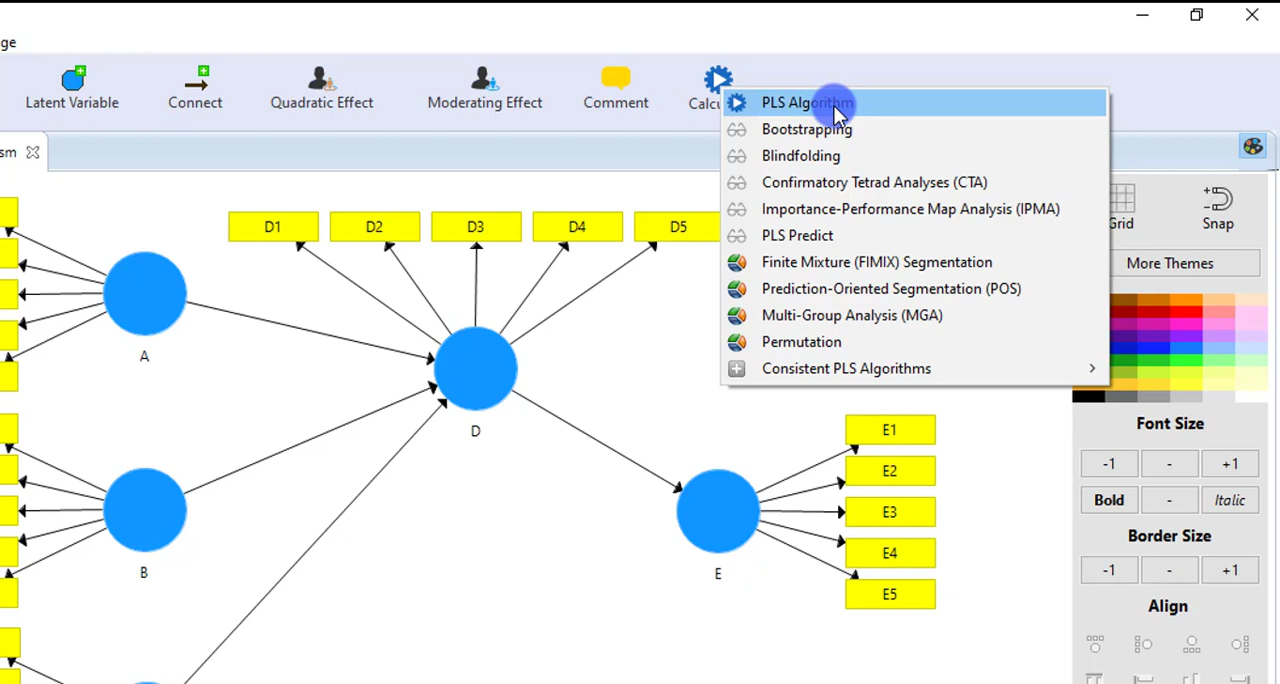 ge
Latent Variable
Connect
Quadratic Effect
Moderating Effect
Comment
Calcu
PLS Algorithm
Bootstrapping
Blindfolding
Confirmatory Tetrad Analyses (CTA)
Importance-Performance Map Analysis (IPMA)
PLS Predict
Finite Mixture (FIMIX) Segmentation
Prediction-Oriented Segmentation (POS)
Multi-Group Analysis (MGA)
Permutation
Consistent PLS Algorithms
sm
Grid
Snap
More Themes
D1
D2
D3
D4
D5
A
D
B
E
E1
E2
E3
E4
E5
Font Size
-1
-
+1
Bold
-
Italic
Border Size
-1
-
+1
Align